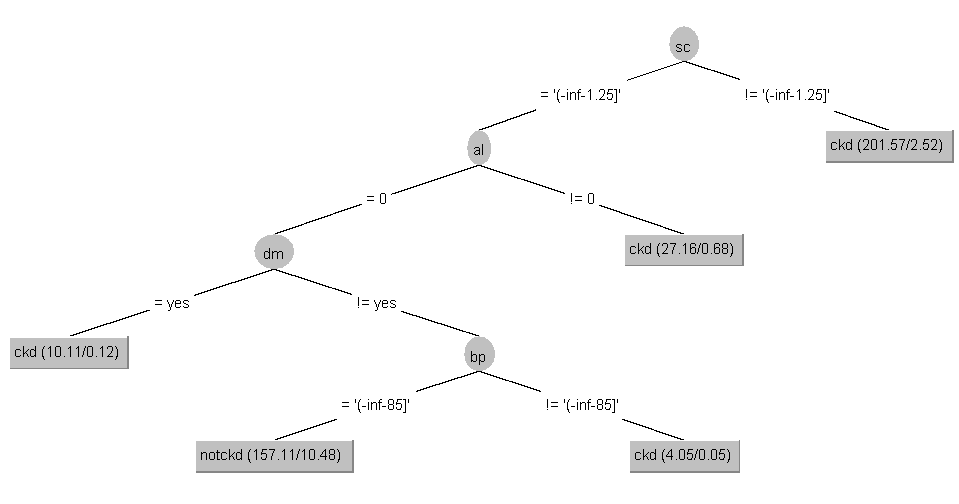 sc
= '(-inf-1.25]'
!= '(-inf-1.25]'
al
ckd (201.57/2.52)
= 0
!= 0
dm
ckd (27.16/0.68)
= yes
!= yes
ckd (10.11/0.12)
bp
= '(-inf-85]'
!= '(-inf-85]'
notckd (157.11/10.48)
ckd (4.05/0.05)